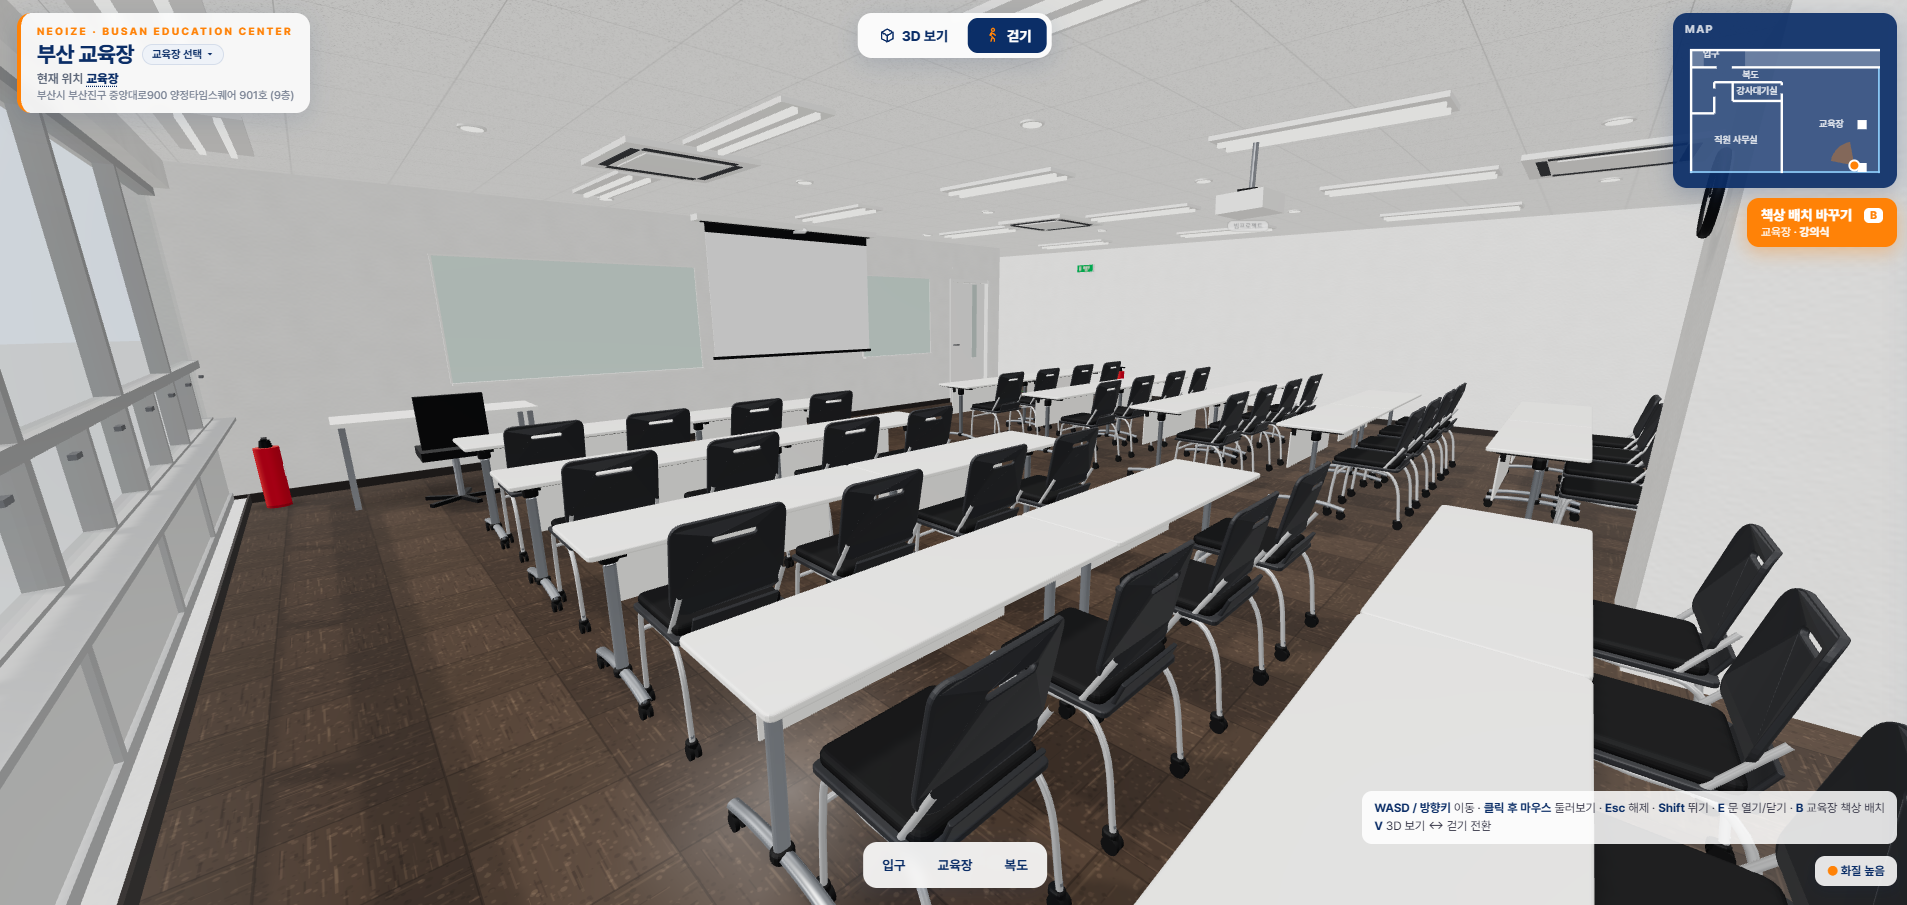 NEOIZE · BUSAN EDUCATION CENTER
부산 교육장
교육장 선택
현재 위치 교육장
부산시 부산진구 중앙대로900 양정타임스퀘어 901호 (9층)
3D 보기
걷기
MAP
입구
복도
강사대기실
교육장
직원 사무실
책상 배치 바꾸기 B
교육장 · 강의식
WASD / 방향키 이동 · 클릭 후 마우스 둘러보기 · Esc 해제 · Shift 뛰기 · E 문 열기/닫기 · B 교육장 책상 배치
V 3D 보기 ↔ 걷기 전환
입구
교육장
복도
화질 높음